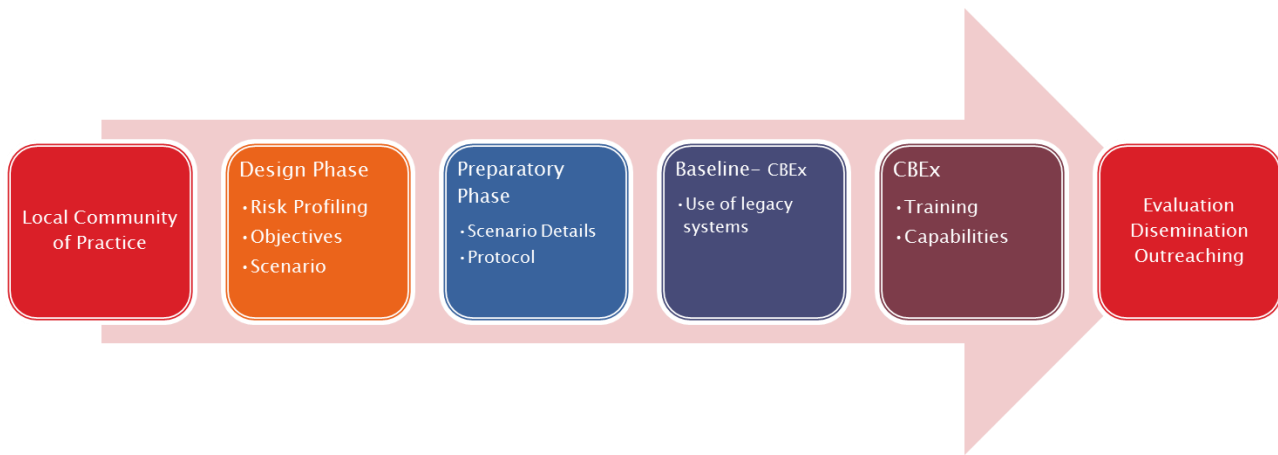 Local Community
of Practice
Design Phase
•Risk Profiling
•Objectives
•Scenario
Preparatory
Phase
•Scenario Details
•Protocol
Baseline– CBEx
•Use of legacy
systems
CBEx
•Training
•Capabilities
Evaluation
Disemination
Outreaching